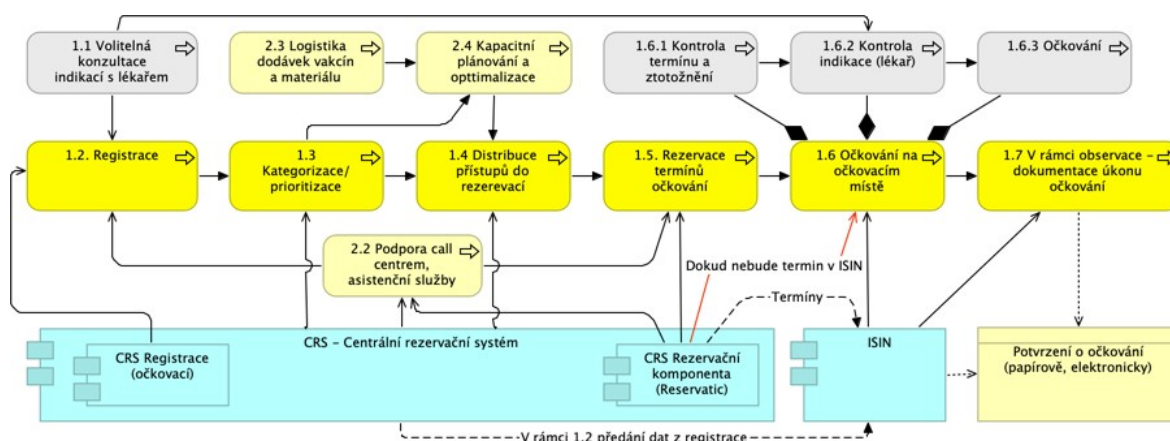 1.1 Volitelná
konzultace
indikací s lékařem
2.3 Logistika
dodávek vakcín
a materiálu
2.4 Kapacitní
plánování a
opttimalizace
1.6.1 Kontrola
termínu a
ztotožnění
1.6.2 Kontrola
indikace (lékař)
1.6.3 Očkování
1.2. Registrace
1.3
Kategorizace/
prioritizace
1.4 Distribuce
přístupů do
rezerevací
1.5. Rezervace
termínů
očkování
1.6 Očkování na
očkovacím
místě
1.7 V rámci observace –
dokumentace úkonu
očkování
2.2 Podpora call
centrem,
asistenční služby
Dokud nebude termin v ISIN
Termíny
CRS – Centrální rezervační systém
CRS Registrace
(očkovací)
CRS Rezervační
komponenta
(Reservatic)
ISIN
Potvrzení o očkování
(papírově, elektronicky)
V rámci 1.2 předání dat z registrace